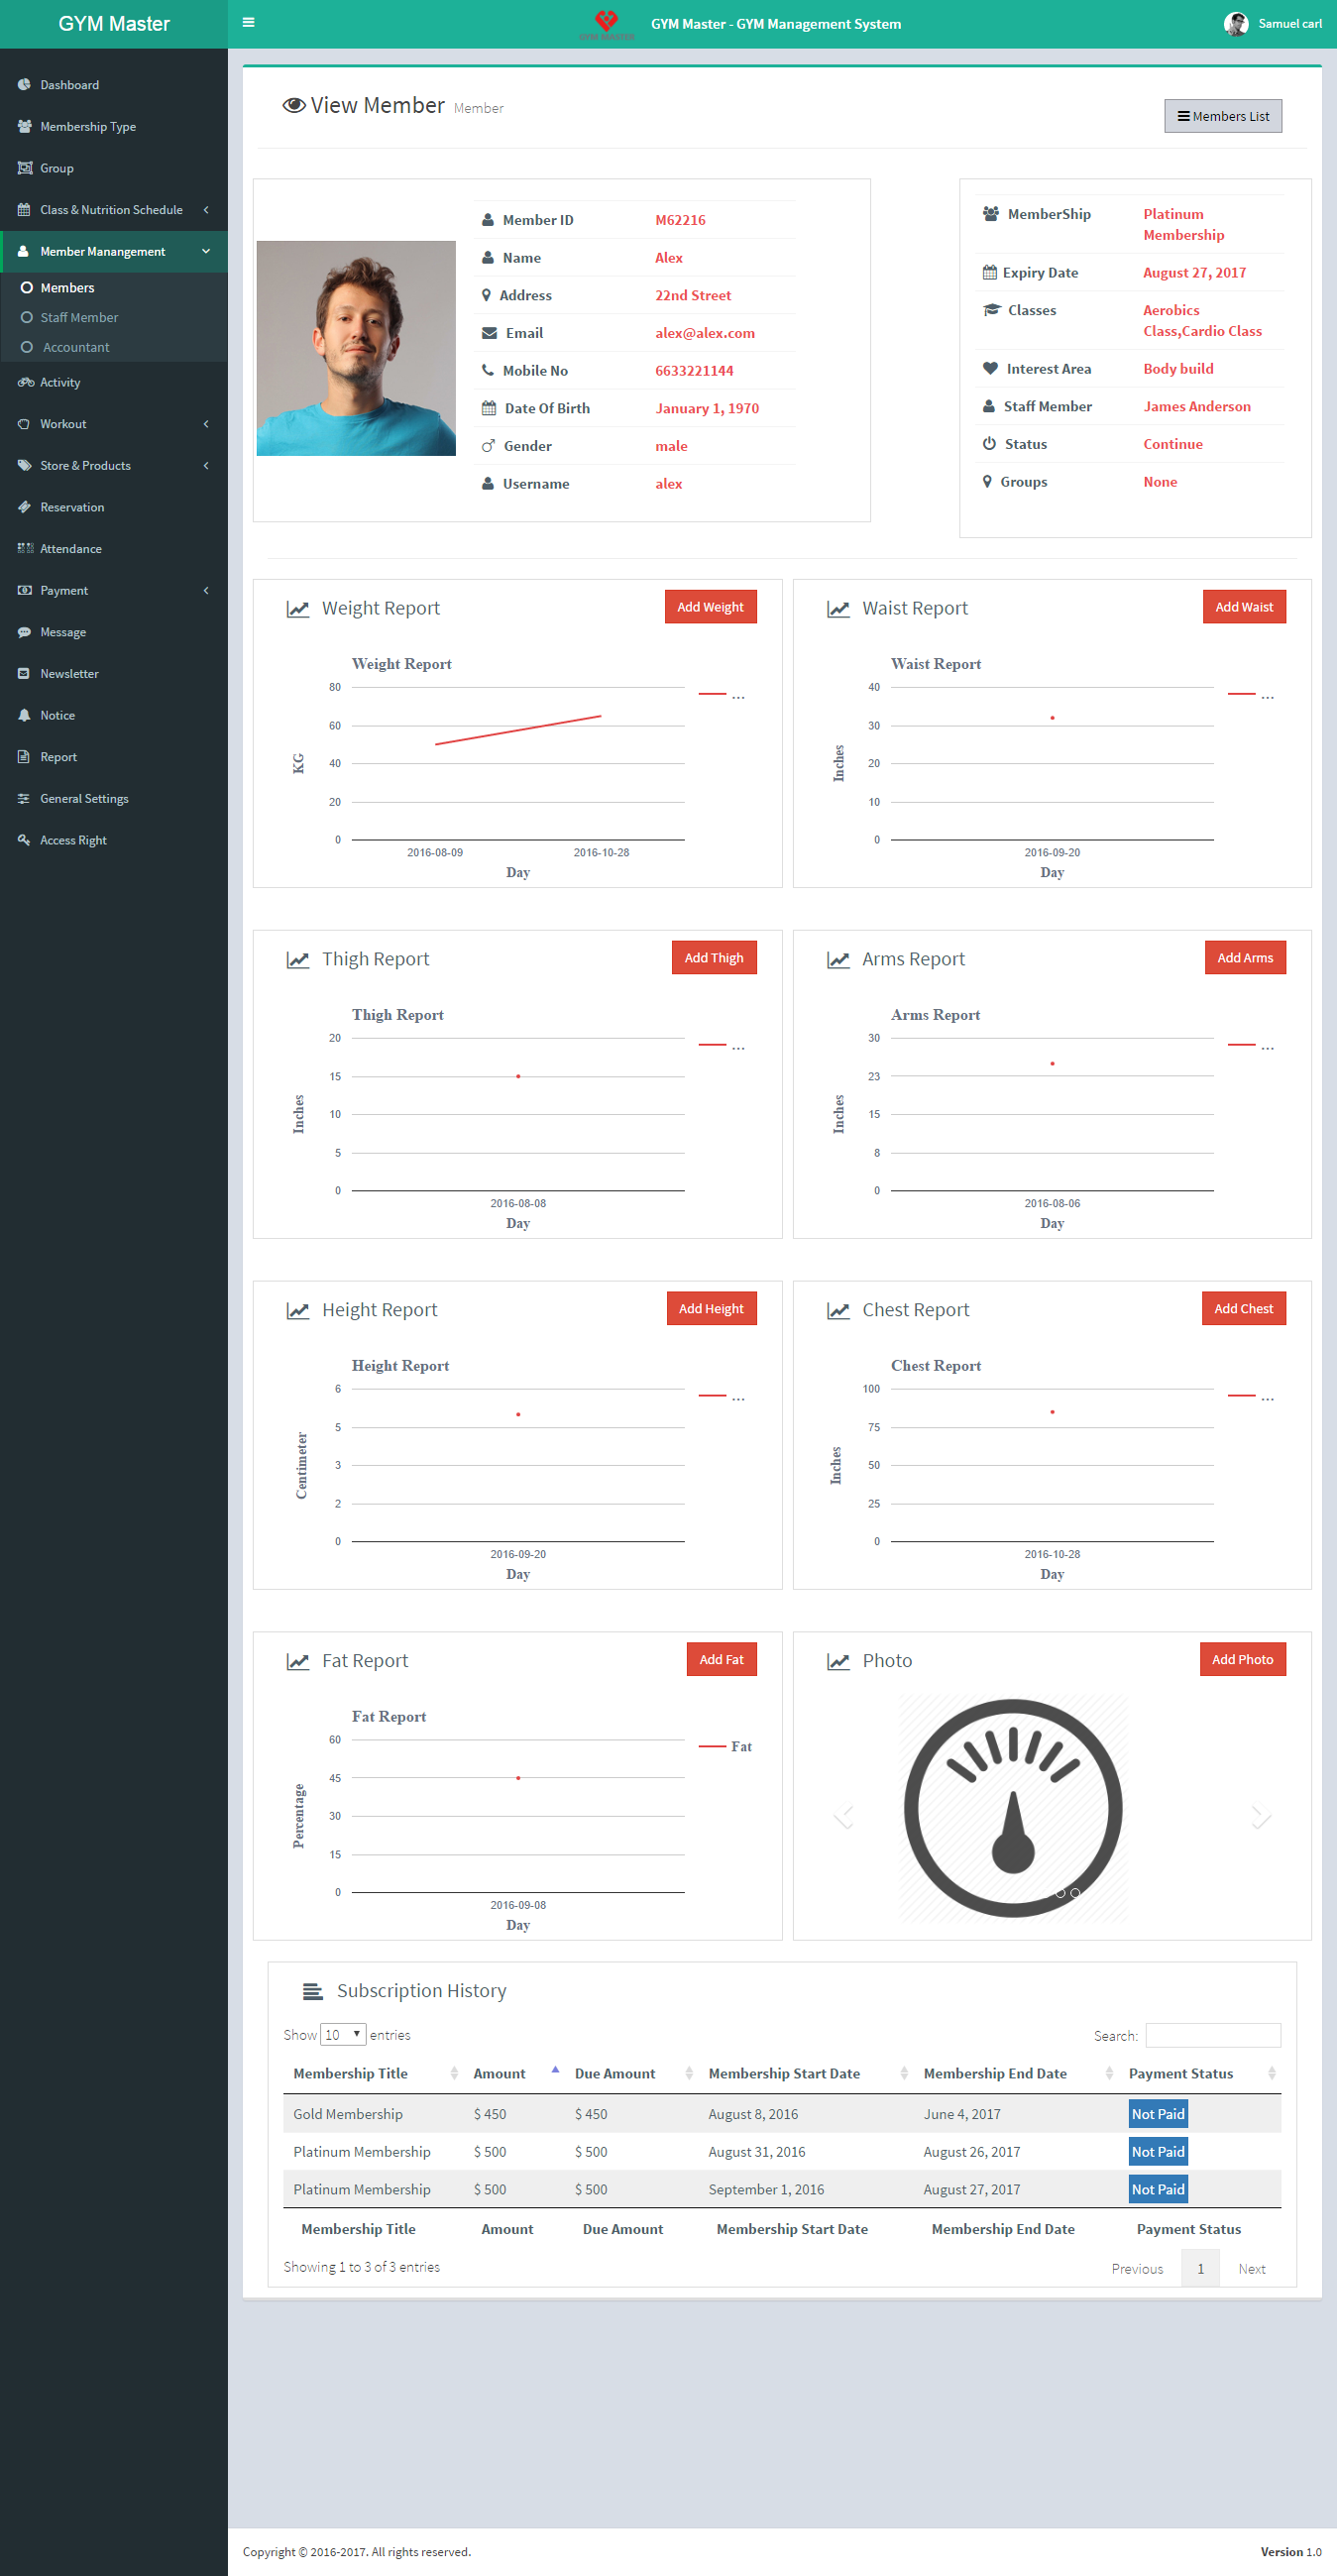 GYM Master
GYM MASTER
GYM Master - GYM Management System
Samuel carl
Dashboard
Membership Type
Group
Class & Nutrition Schedule
Member Manangement
Members
Staff Member
Accountant
Activity
Workout
Store & Products
Reservation
Attendance
Payment
Message
Newsletter
Notice
Report
General Settings
Access Right
View Member Member
Members List
Member ID M62216
Name Alex
Address 22nd Street
Email alex@alex.com
Mobile No 6633221144
Date Of Birth January 1, 1970
Gender male
Username alex
MemberShip Platinum
Membership
Expiry Date August 27, 2017
Classes Aerobics
Class,Cardio Class
Interest Area Body build
Staff Member James Anderson
Status Continue
Groups None
Weight Report Add Weight
Weight Report
80
...
60
40
20
0
KG
2016-08-09 2016-10-28
Day
Waist Report Add Waist
Waist Report
40
...
30
20
10
0
Inches
2016-09-20
Day
Thigh Report Add Thigh
Thigh Report
20
...
15
10
5
0
Inches
2016-08-08
Day
Arms Report Add Arms
Arms Report
30
...
23
15
8
0
Inches
2016-08-06
Day
Height Report Add Height
Height Report
6
...
5
3
2
0
Centimeter
2016-09-20
Day
Chest Report Add Chest
Chest Report
100
...
75
50
25
0
Inches
2016-10-28
Day
Fat Report Add Fat
Fat Report
60
Fat
45
30
15
0
Percentage
2016-09-08
Day
Photo Add Photo
Subscription History
Show 10 entries Search:
Membership Title Amount Due Amount Membership Start Date Membership End Date Payment Status
Gold Membership $ 450 $ 450 August 8, 2016 June 4, 2017 Not Paid
Platinum Membership $ 500 $ 500 August 31, 2016 August 26, 2017 Not Paid
Platinum Membership $ 500 $ 500 September 1, 2016 August 27, 2017 Not Paid
Membership Title Amount Due Amount Membership Start Date Membership End Date Payment Status
Showing 1 to 3 of 3 entries Previous 1 Next
Copyright © 2016-2017. All rights reserved. Version 1.0